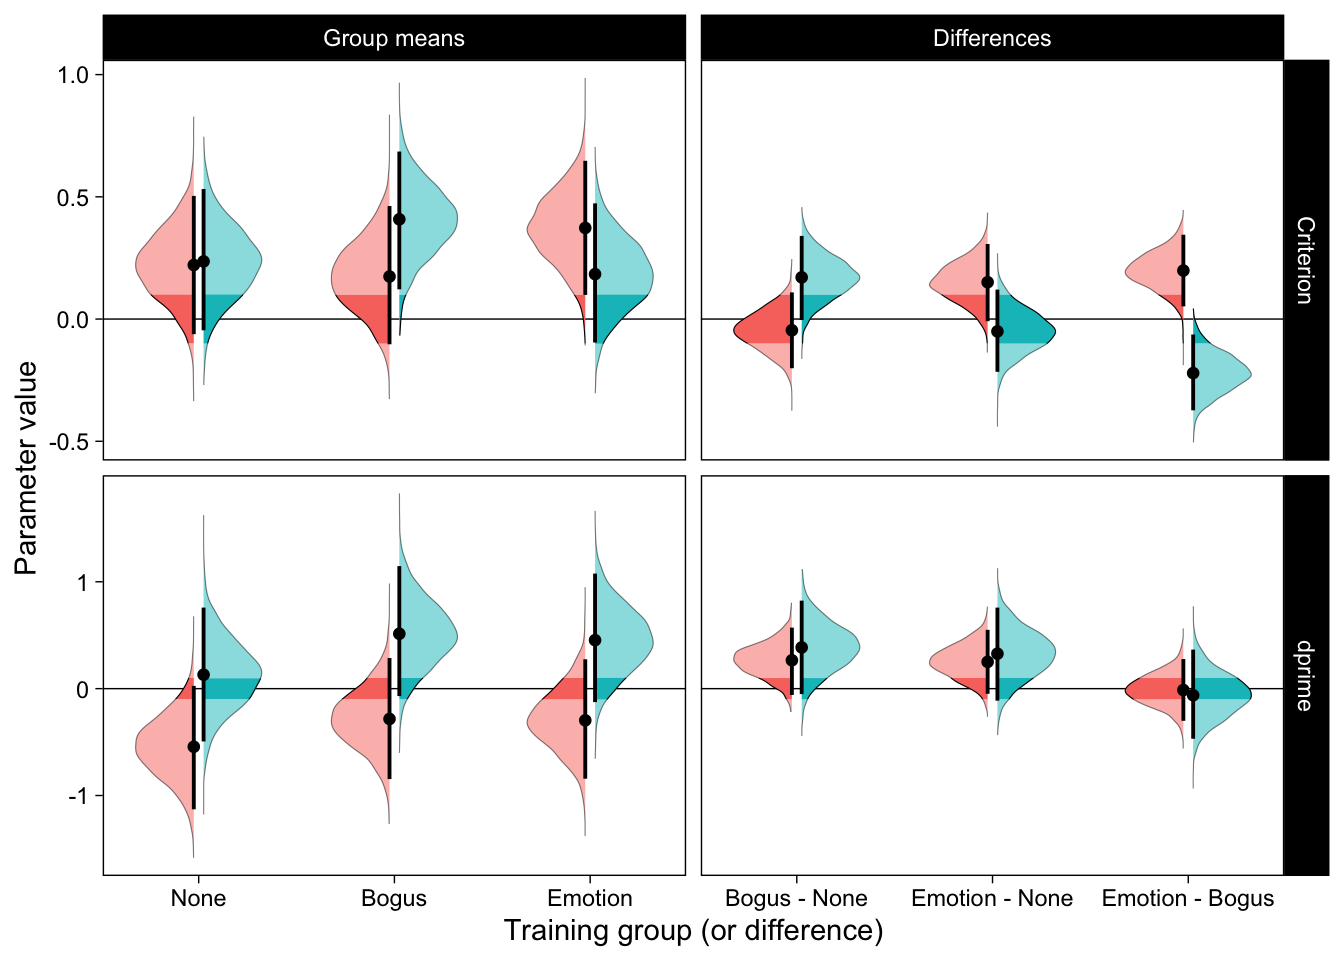 Group means
Differences
Parameter value
1.0
0.5
0.0
-0.5
Criterion
1
0
-1
dprime
None
Bogus
Emotion
Bogus - None
Emotion - None
Emotion - Bogus
Training group (or difference)